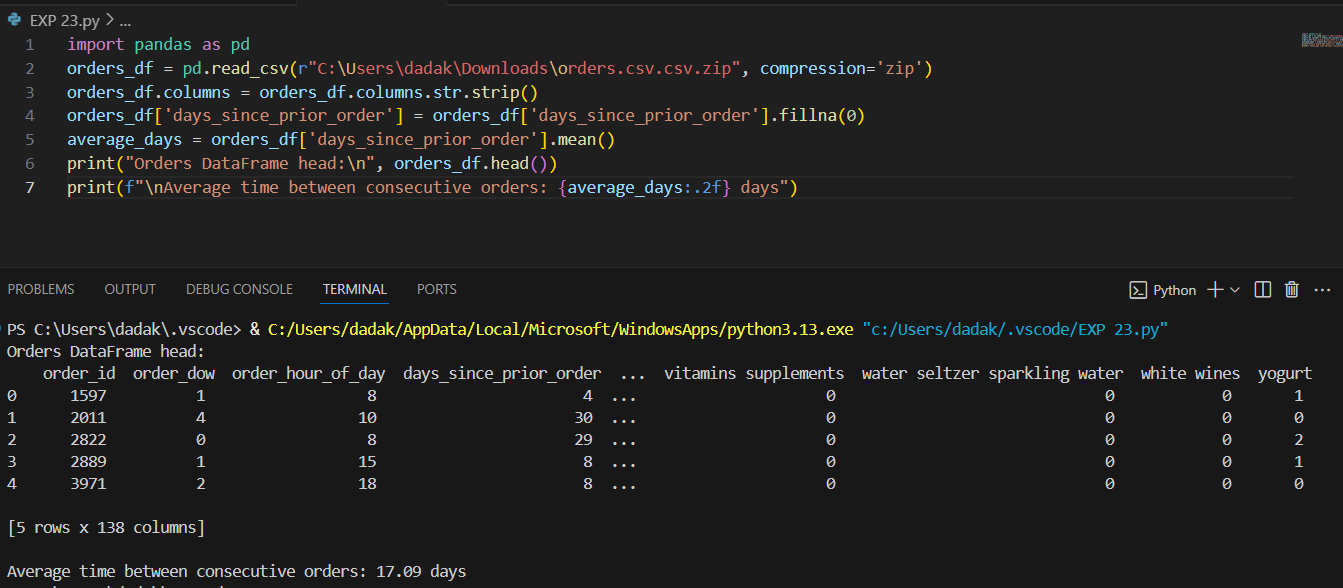 EXP 23.py > ...
1 import pandas as pd
2 orders_df = pd.read_csv(r"C:\Users\dadak\Downloads\orders.csv.csv.zip", compression='zip')
3 orders_df.columns = orders_df.columns.str.strip()
4 orders_df['days_since_prior_order'] = orders_df['days_since_prior_order'].fillna(0)
5 average_days = orders_df['days_since_prior_order'].mean()
6 print("Orders DataFrame head:\n", orders_df.head())
7 print(f"\nAverage time between consecutive orders: {average_days:.2f} days")
PROBLEMS OUTPUT DEBUG CONSOLE TERMINAL PORTS Python
PS C:\Users\dadak\.vscode> & C:/Users/dadak/AppData/Local/Microsoft/WindowsApps/python3.13.exe "c:/Users/dadak/.vscode/EXP 23.py"
Orders DataFrame head:
order_id order_dow order_hour_of_day days_since_prior_order ... vitamins supplements water seltzer sparkling water white wines yogurt
0 1597 1 8 4 ... 0 0 0 1
1 2011 4 10 30 ... 0 0 0 0
2 2822 0 8 29 ... 0 0 0 2
3 2889 1 15 8 ... 0 0 0 1
4 3971 2 18 8 ... 0 0 0 0
[5 rows x 138 columns]
Average time between consecutive orders: 17.09 days